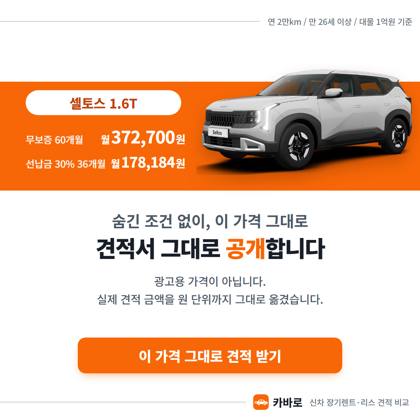 연 2만km / 만 26세 이상 / 대물 1억원 기준
셀토스 1.6T
무보증 60개월 월 372,700원
선납금 30% 36개월 월 178,184원
Seltos
숨긴 조건 없이, 이 가격 그대로
견적서 그대로 공개합니다
광고용 가격이 아닙니다.
실제 견적 금액을 원 단위까지 그대로 옮겼습니다.
이 가격 그대로 견적 받기
카바로 신차 장기렌트·리스 견적 비교